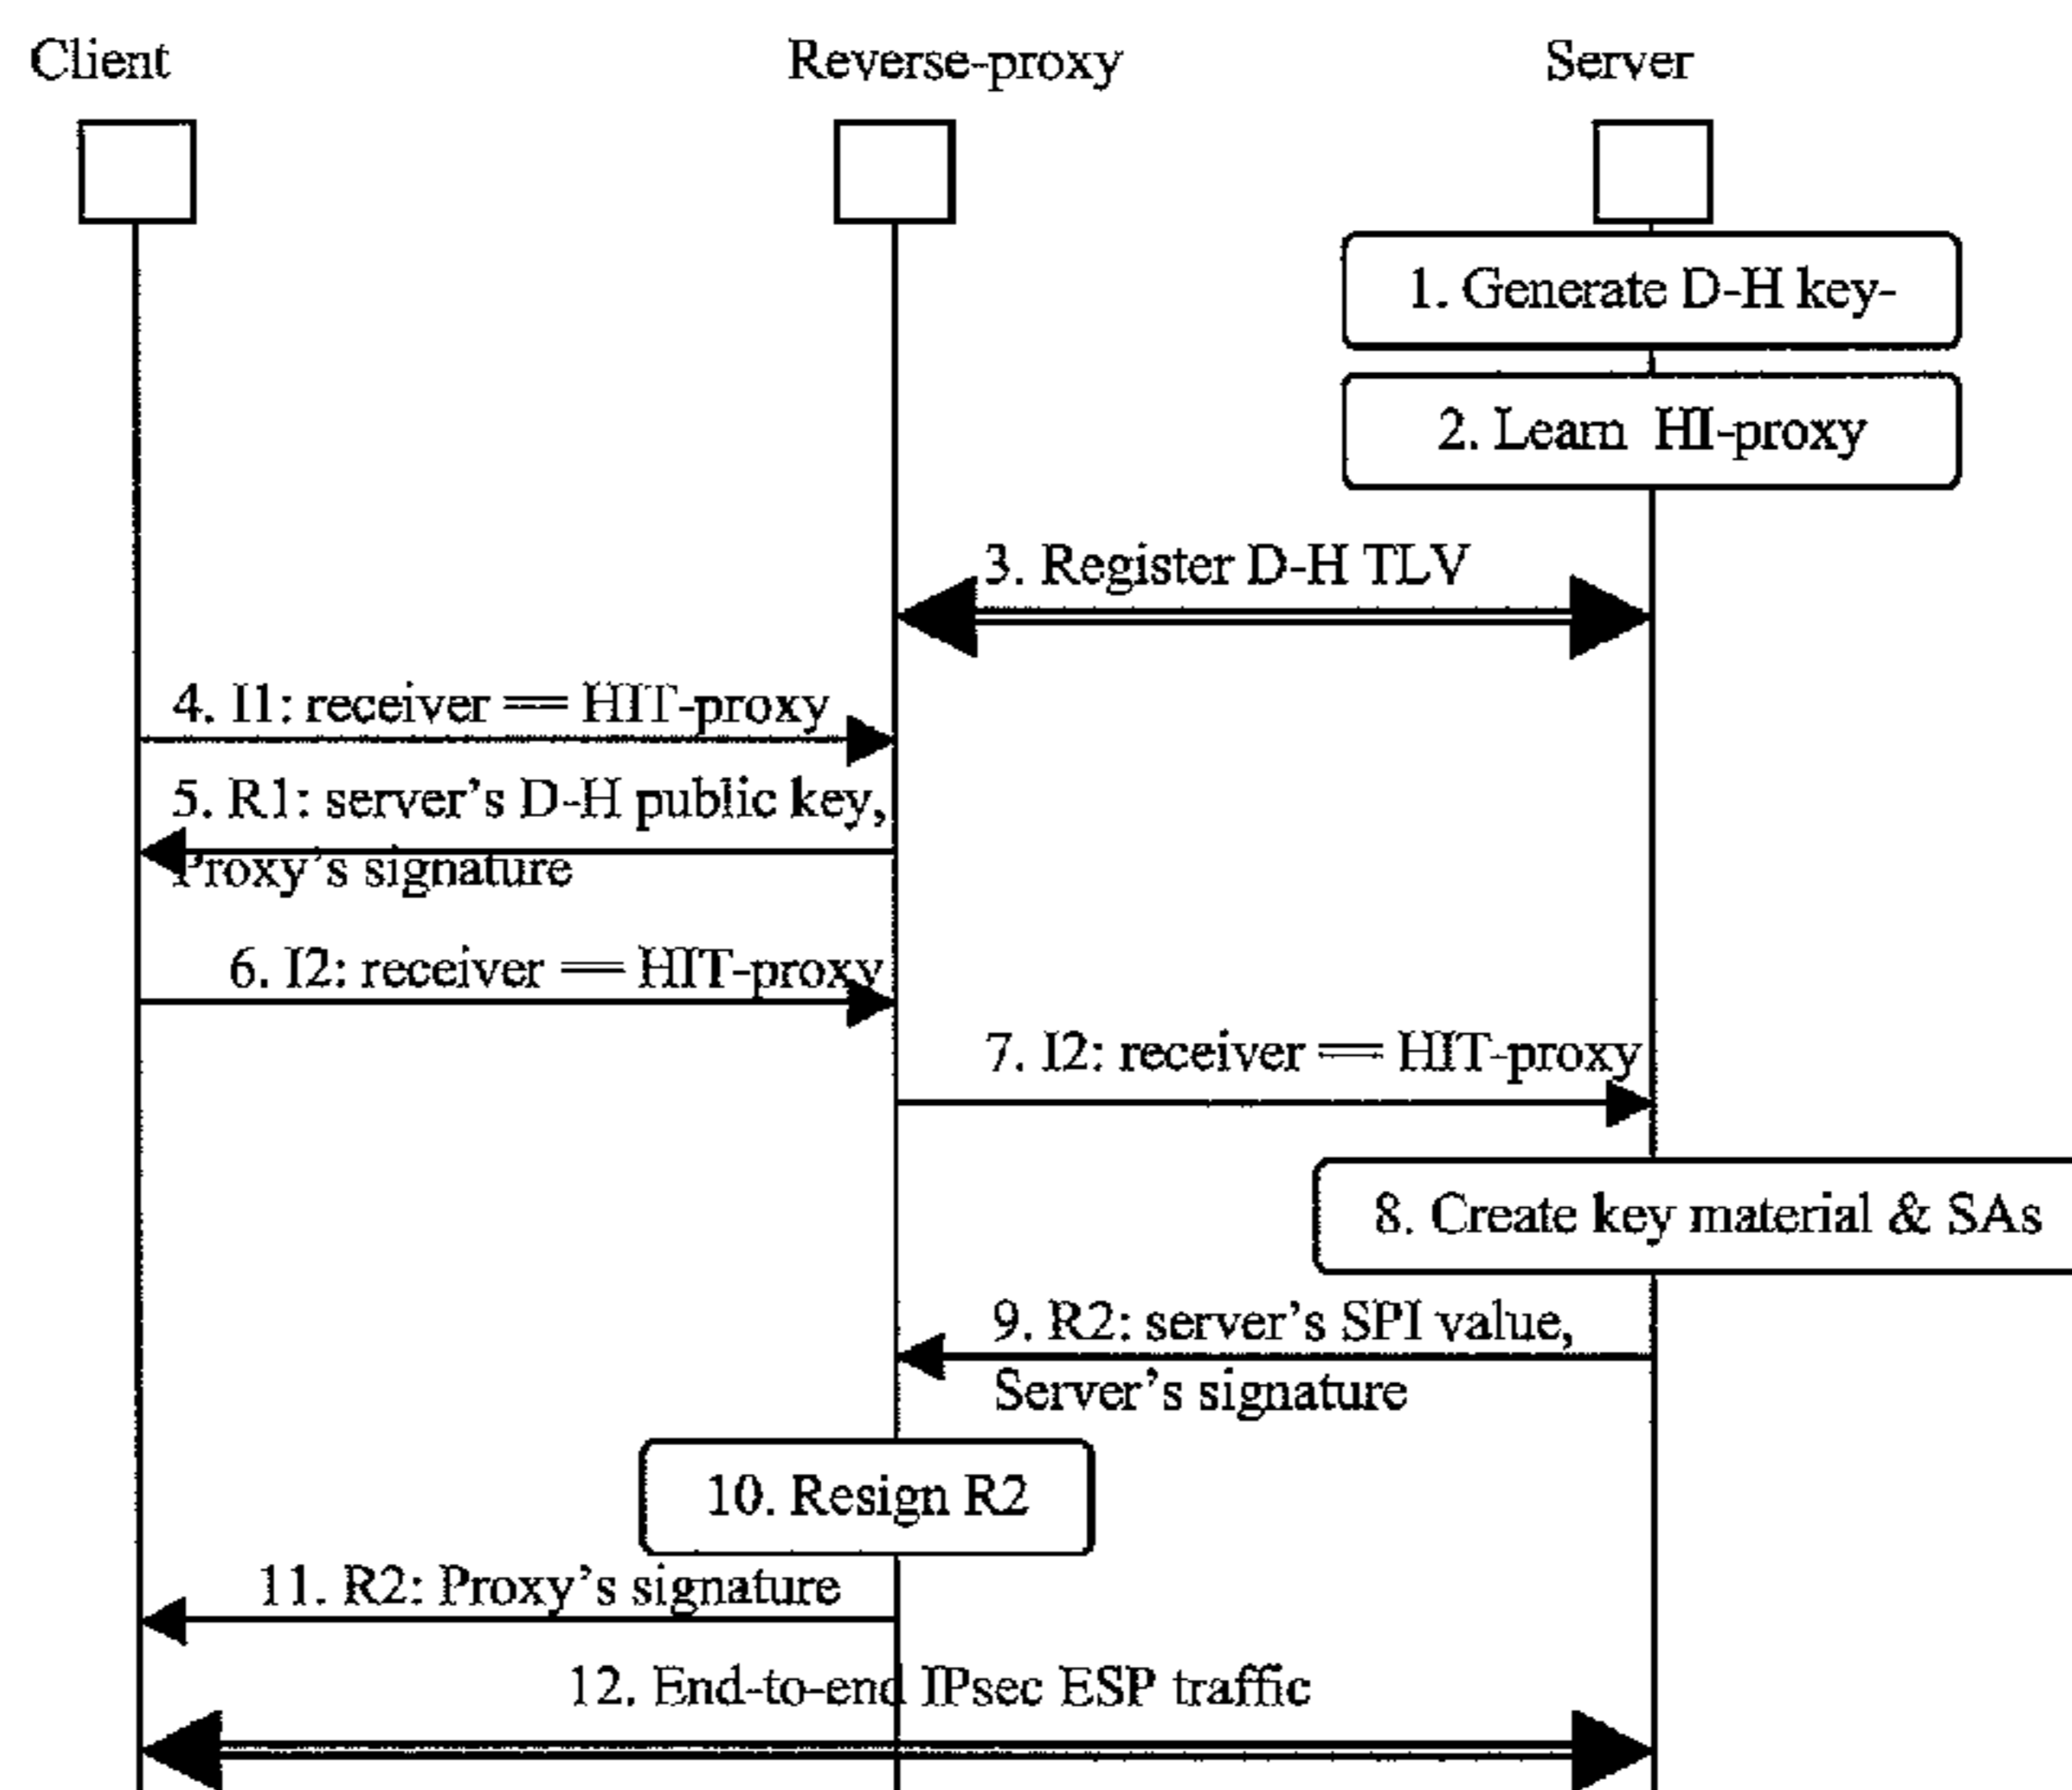 Client
Reverse-proxy
Server
1. Generate D-H key-
2. Learn HI-proxy
3. Register D-H TLV
4. I1: receiver == HIT-proxy
5. R1: server's D-H public key,
Proxy's signature
6. I2: receiver == HIT-proxy
7. I2: receiver == HIT-proxy
8. Create key material & SAs
9. R2: server's SPI value,
Server's signature
10. Resign R2
11. R2: Proxy's signature
12. End-to-end IPsec ESP traffic